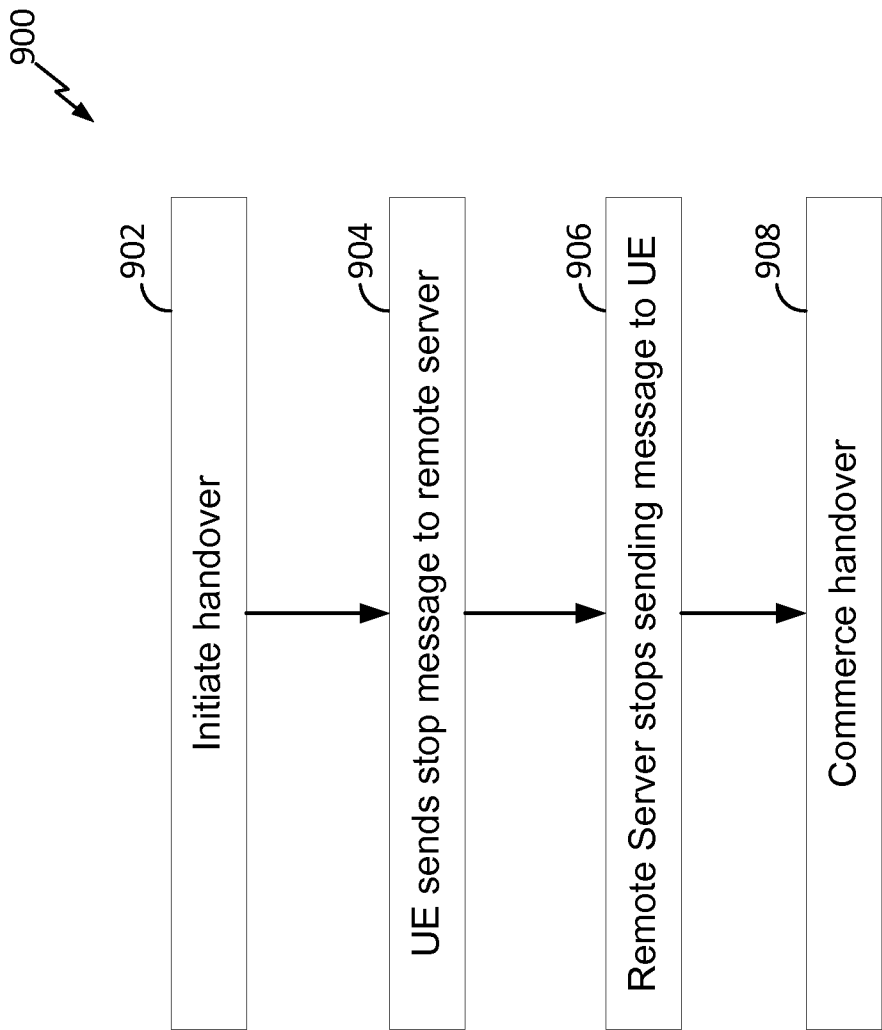 900
902
Initiate handover
904
UE sends stop message to remote server
906
Remote Server stops sending message to UE
908
Commerce handover